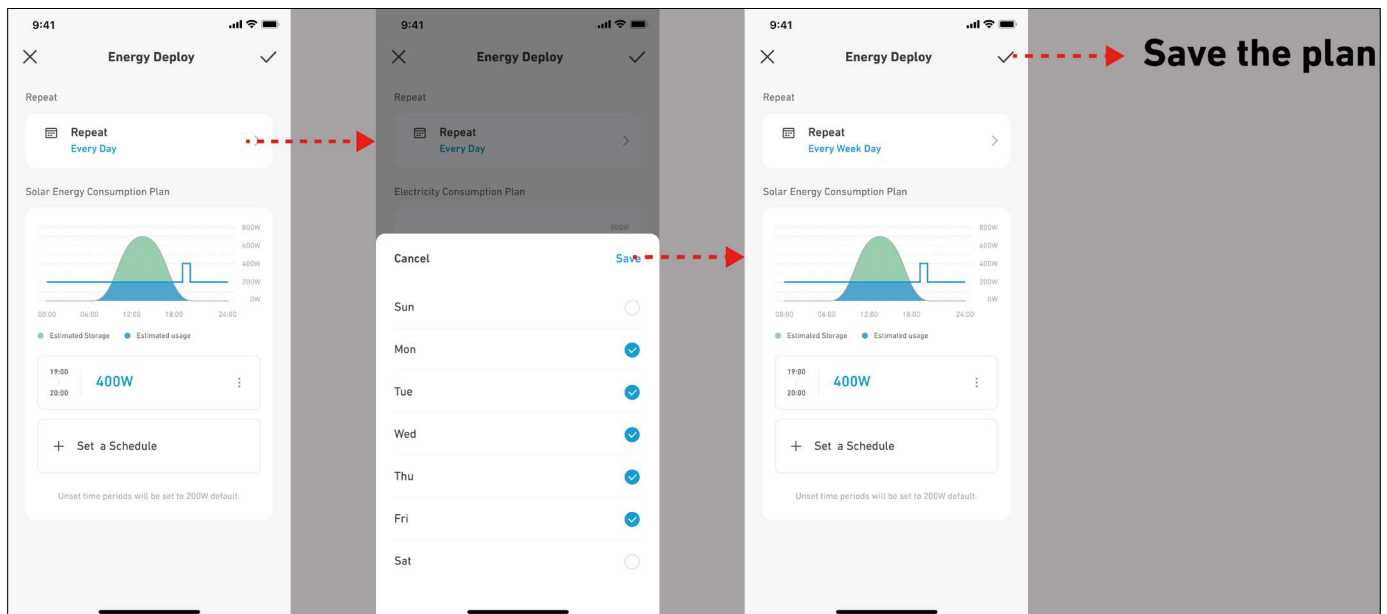 9:41
Energy Deploy
Repeat
Repeat
Every Day
Solar Energy Consumption Plan
800W
600W
400W
200W
0W
00:00 06:00 12:00 18:00 24:00
Estimated Storage Estimated usage
19:00
400W
20:00
+ Set a Schedule
Unset time periods will be set to 200W default.
9:41
Energy Deploy
Repeat
Repeat
Every Day
Electricity Consumption Plan
800W
Cancel Save
Sun
Mon
Tue
Wed
Thu
Fri
Sat
9:41
Energy Deploy
Repeat
Repeat
Every Week Day
Solar Energy Consumption Plan
800W
600W
400W
200W
0W
00:00 06:00 12:00 18:00 24:00
Estimated Storage Estimated usage
19:00
400W
20:00
+ Set a Schedule
Unset time periods will be set to 200W default.
Save the plan